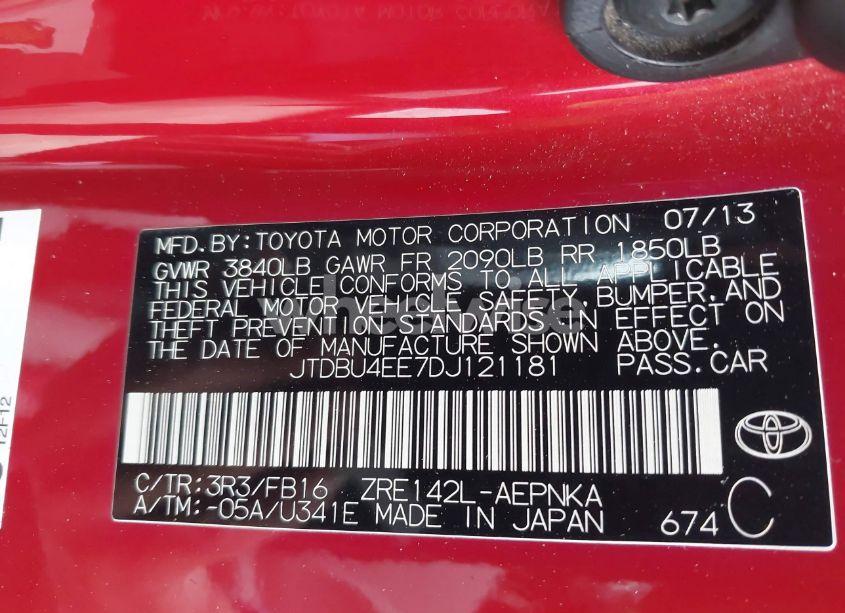 MFD.BY:TOYOTA MOTOR CORPORATION 07/13
GVWR 3840LB GAWR FR 2090LB RR 1850LB
THIS VEHICLE CONFORMS TO ALL APPLICABLE
FEDERAL MOTOR VEHICLE SAFETY, BUMPER, AND
THEFT PREVENTION STANDARDS IN EFFECT ON
THE DATE OF MANUFACTURE SHOWN ABOVE.
JTDBU4EE7DJ121181 PASS.CAR
C/TR:3R3/FB16 ZRE142L-AEPNKA
A/TM:-05A/U341E MADE IN JAPAN 674 C
12F12